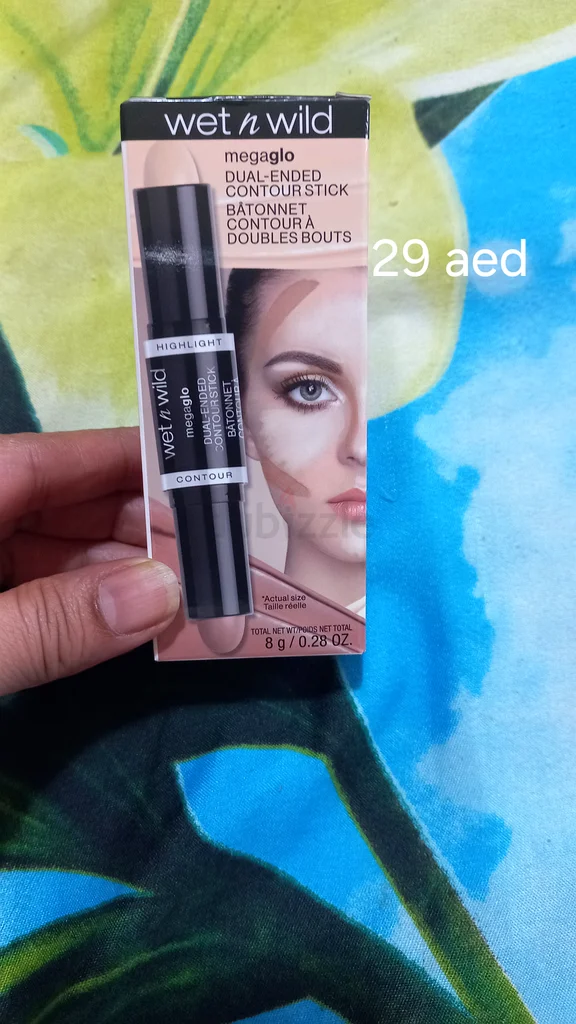 wet n wild
megaglo
DUAL-ENDED
CONTOUR STICK
BÂTONNET
CONTOUR À
DOUBLES BOUTS
29 aed
HIGHLIGHT
wet n wild
megaglo
DUAL-ENDED
CONTOUR STICK
BÂTONNET
CONTOUR
*Actual size
Taille réelle
TOTAL NET WT/POIDS NET TOTAL
8 g / 0.28 OZ.